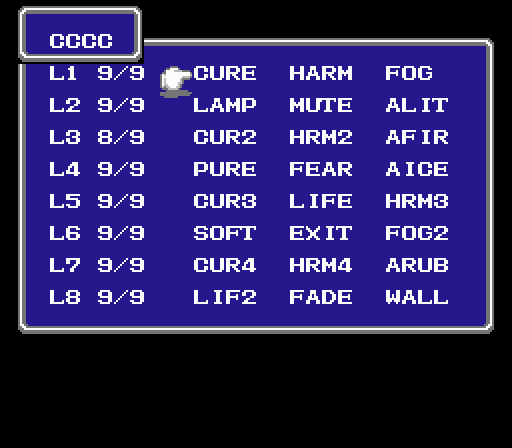 CCCC
L1 9/9 CURE HARM FOG
L2 9/9 LAMP MUTE ALIT
L3 8/9 CUR2 HRM2 AFIR
L4 9/9 PURE FEAR AICE
L5 9/9 CUR3 LIFE HRM3
L6 9/9 SOFT EXIT FOG2
L7 9/9 CUR4 HRM4 ARUB
L8 9/9 LIF2 FADE WALL